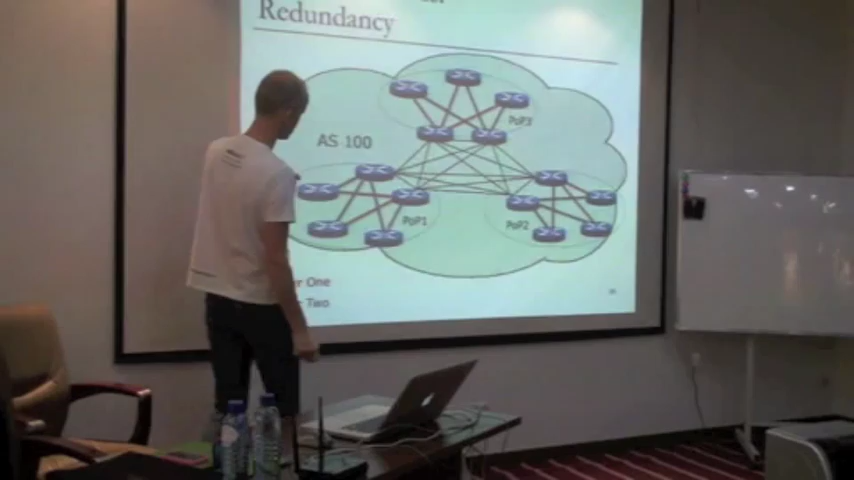 Redundancy
PoP3
AS 100
PoP1
PoP2
er One
Two